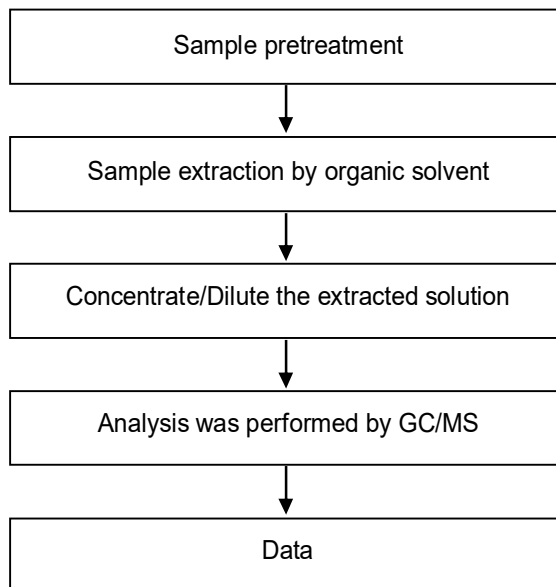 Sample pretreatment
Sample extraction by organic solvent
Concentrate/Dilute the extracted solution
Analysis was performed by GC/MS
Data